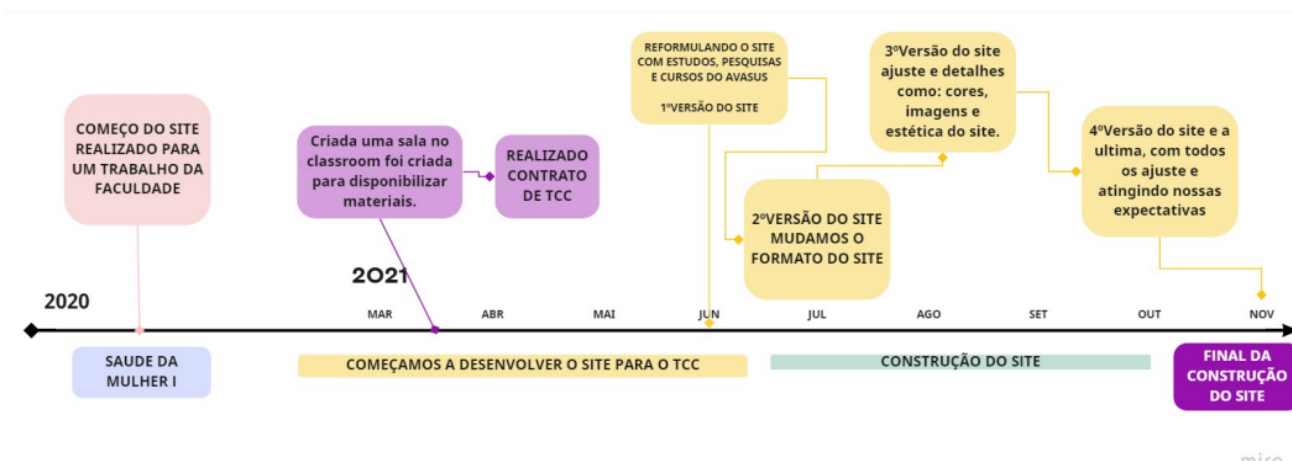 COMEÇO DO SITE
REALIZADO PARA
UM TRABALHO DA
FACULDADE
Criada uma sala no
classroom foi criada
para disponibilizar
materiais.
REALIZADO
CONTRATO
DE TCC
REFORMULANDO O SITE
COM ESTUDOS, PESQUISAS
E CURSOS DO AVASUS
1ºVERSÃO DO SITE
2ºVERSÃO DO SITE
MUDAMOS O
FORMATO DO SITE
3ºVersão do site
ajuste e detalhes
como: cores,
imagens e
estética do site.
4ºVersão do site e a
ultima, com todos
os ajuste e
atingindo nossas
expectativas
2020
2021
MAR
ABR
MAI
JUN
JUL
AGO
SET
OUT
NOV
SAUDE DA
MULHER I
COMEÇAMOS A DESENVOLVER O SITE PARA O TCC
CONSTRUÇÃO DO SITE
FINAL DA
CONSTRUÇÃO
DO SITE
miro